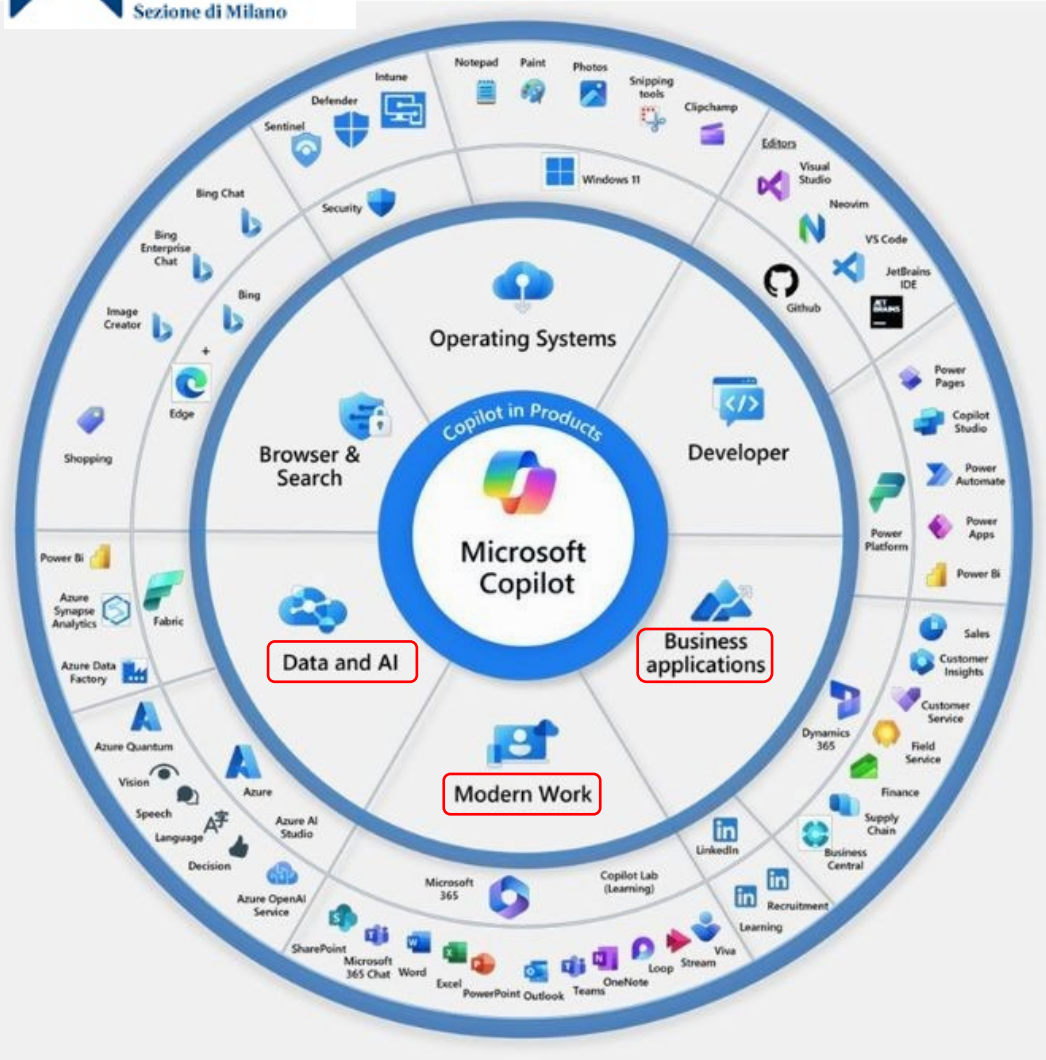 Sezione di Milano
Notepad
Paint
Photos
Snipping
tools
Clipchamp
Intune
Defender
Sentinel
Security
Windows 11
Editors
Visual
Studio
Neovim
VS Code
JetBrains
IDE
JET
BRAINS
Github
Bing Chat
Bing
Enterprise
Chat
Image
Creator
Bing
+
Edge
Shopping
Operating Systems
Browser &
Search
Developer
Copilot in Products
Microsoft
Copilot
Power
Pages
Copilot
Studio
Power
Automate
Power
Apps
Power Bi
Power
Platform
Power Bi
Azure
Synapse
Analytics
Azure Data
Factory
Fabric
Data and AI
Business
applications
Modern Work
Sales
Customer
Insights
Customer
Service
Field
Service
Finance
Supply
Chain
Business
Central
Dynamics
365
Azure Quantum
Vision
Speech
Language
Decision
Azure OpenAI
Service
Azure
Azure AI
Studio
LinkedIn
Recruitment
Learning
Microsoft
365
Copilot Lab
(Learning)
SharePoint
Microsoft
365 Chat
Word
Excel
PowerPoint
Outlook
Teams
OneNote
Loop
Stream
Viva